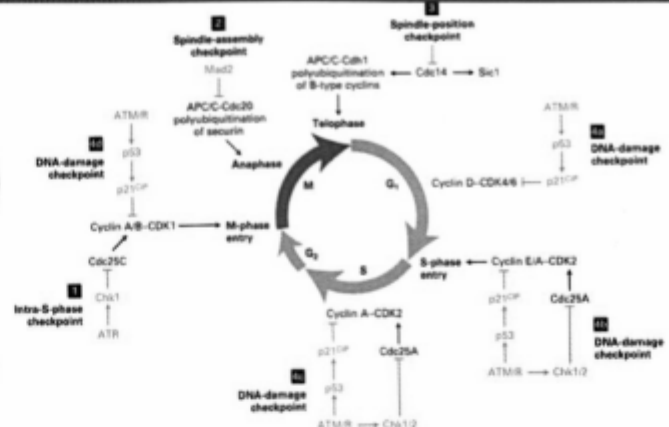 3
Spindle-position
checkpoint
2
Spindle-assembly
checkpoint
Mad2
APC/C-Cdh1
polyubiquitination
of B-type cyclins
Cdc14
Sic1
APC/C-Cdc20
polyubiquitination
of securin
Telophase
Anaphase
ATM/R
4d
DNA-damage
checkpoint
p53
p21CIP
Cyclin A/B–CDK1
M-phase
entry
Cdc25C
1
Intra-S-phase
checkpoint
Chk1
ATR
M
G1
G2
S
ATM/R
4a
DNA-damage
checkpoint
p53
p21CIP
Cyclin D–CDK4/6
S-phase
entry
Cyclin E/A–CDK2
p21CIP
Cdc25A
4b
DNA-damage
checkpoint
p53
ATM/R
Chk1/2
Cyclin A–CDK2
p21CIP
Cdc25A
4c
DNA-damage
checkpoint
p53
ATM/R
Chk1/2